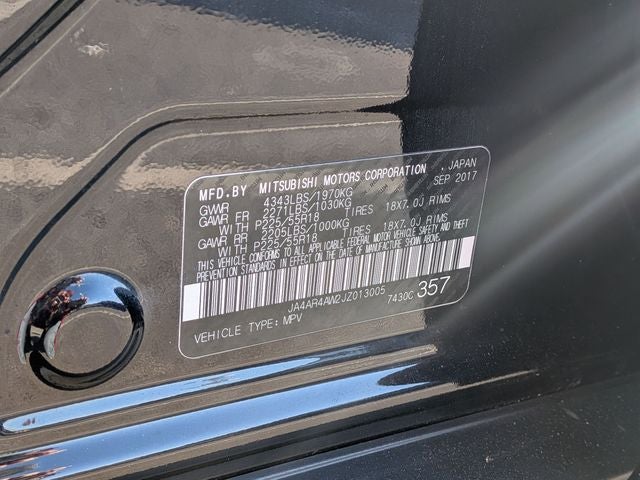 MFD.BY MITSUBISHI MOTORS CORPORATION , JAPAN
GVWR 4343LBS/1970KG SEP 2017
GAWR FR 2271LBS/1030KG
WITH P225/55R18 TIRES 18X7.0J RIMS
GAWR RR 2205LBS/1000KG
WITH P225/55R18 TIRES 18X7.0J RIMS
THIS VEHICLE CONFORMS TO ALL APPLICABLE FEDERAL MOTOR VEHICLE SAFETY AND THEFT
PREVENTION STANDARDS IN EFFECT ON THE DATE OF MANUFACTURE SHOWN ABOVE.
JA4AR4AW2JZ013005 7430C 357
VEHICLE TYPE: MPV